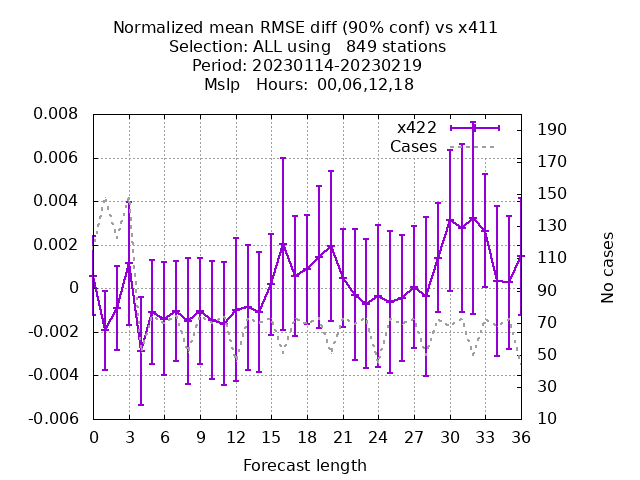 Normalized mean RMSE diff (90% conf) vs x411
Selection: ALL using   849 stations
Period: 20230114-20230219
Mslp   Hours:  00,06,12,18
x422
Cases
0.008
0.006
0.004
0.002
0
-0.002
-0.004
-0.006
190
170
150
130
110
90
70
50
30
10
No cases
0 3 6 9 12 15 18 21 24 27 30 33 36
Forecast length